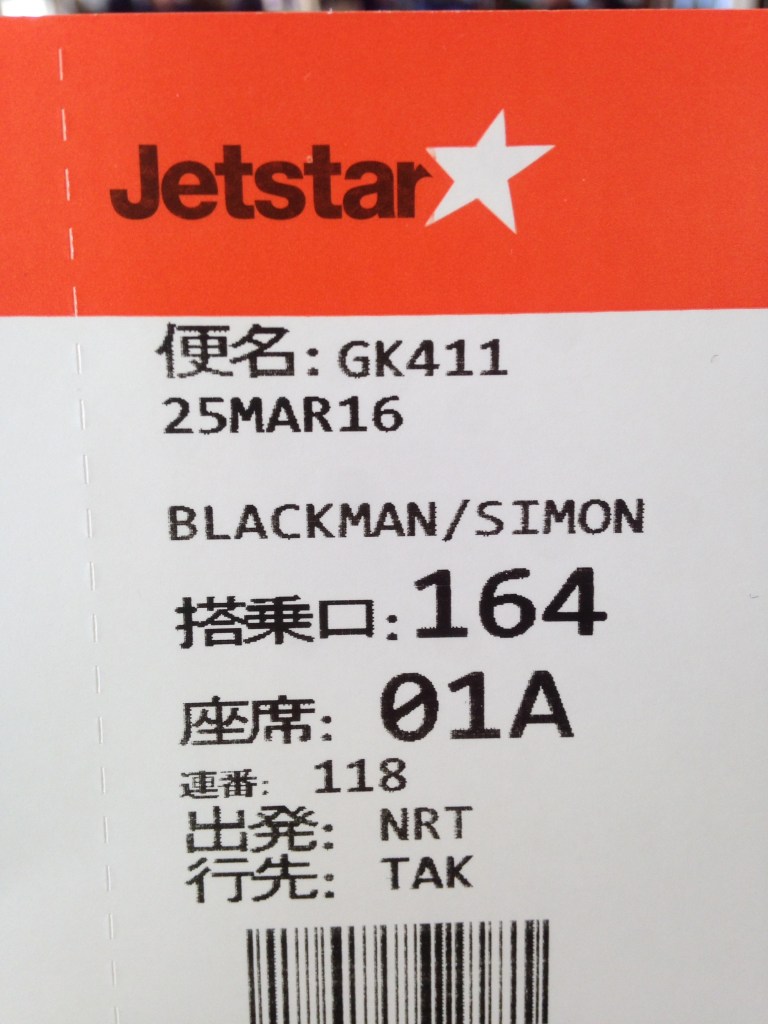 Jetstar
便名: GK411
25MAR16
BLACKMAN/SIMON
搭乗口: 164
座席: 01A
連番: 118
出発: NRT
行先: TAK